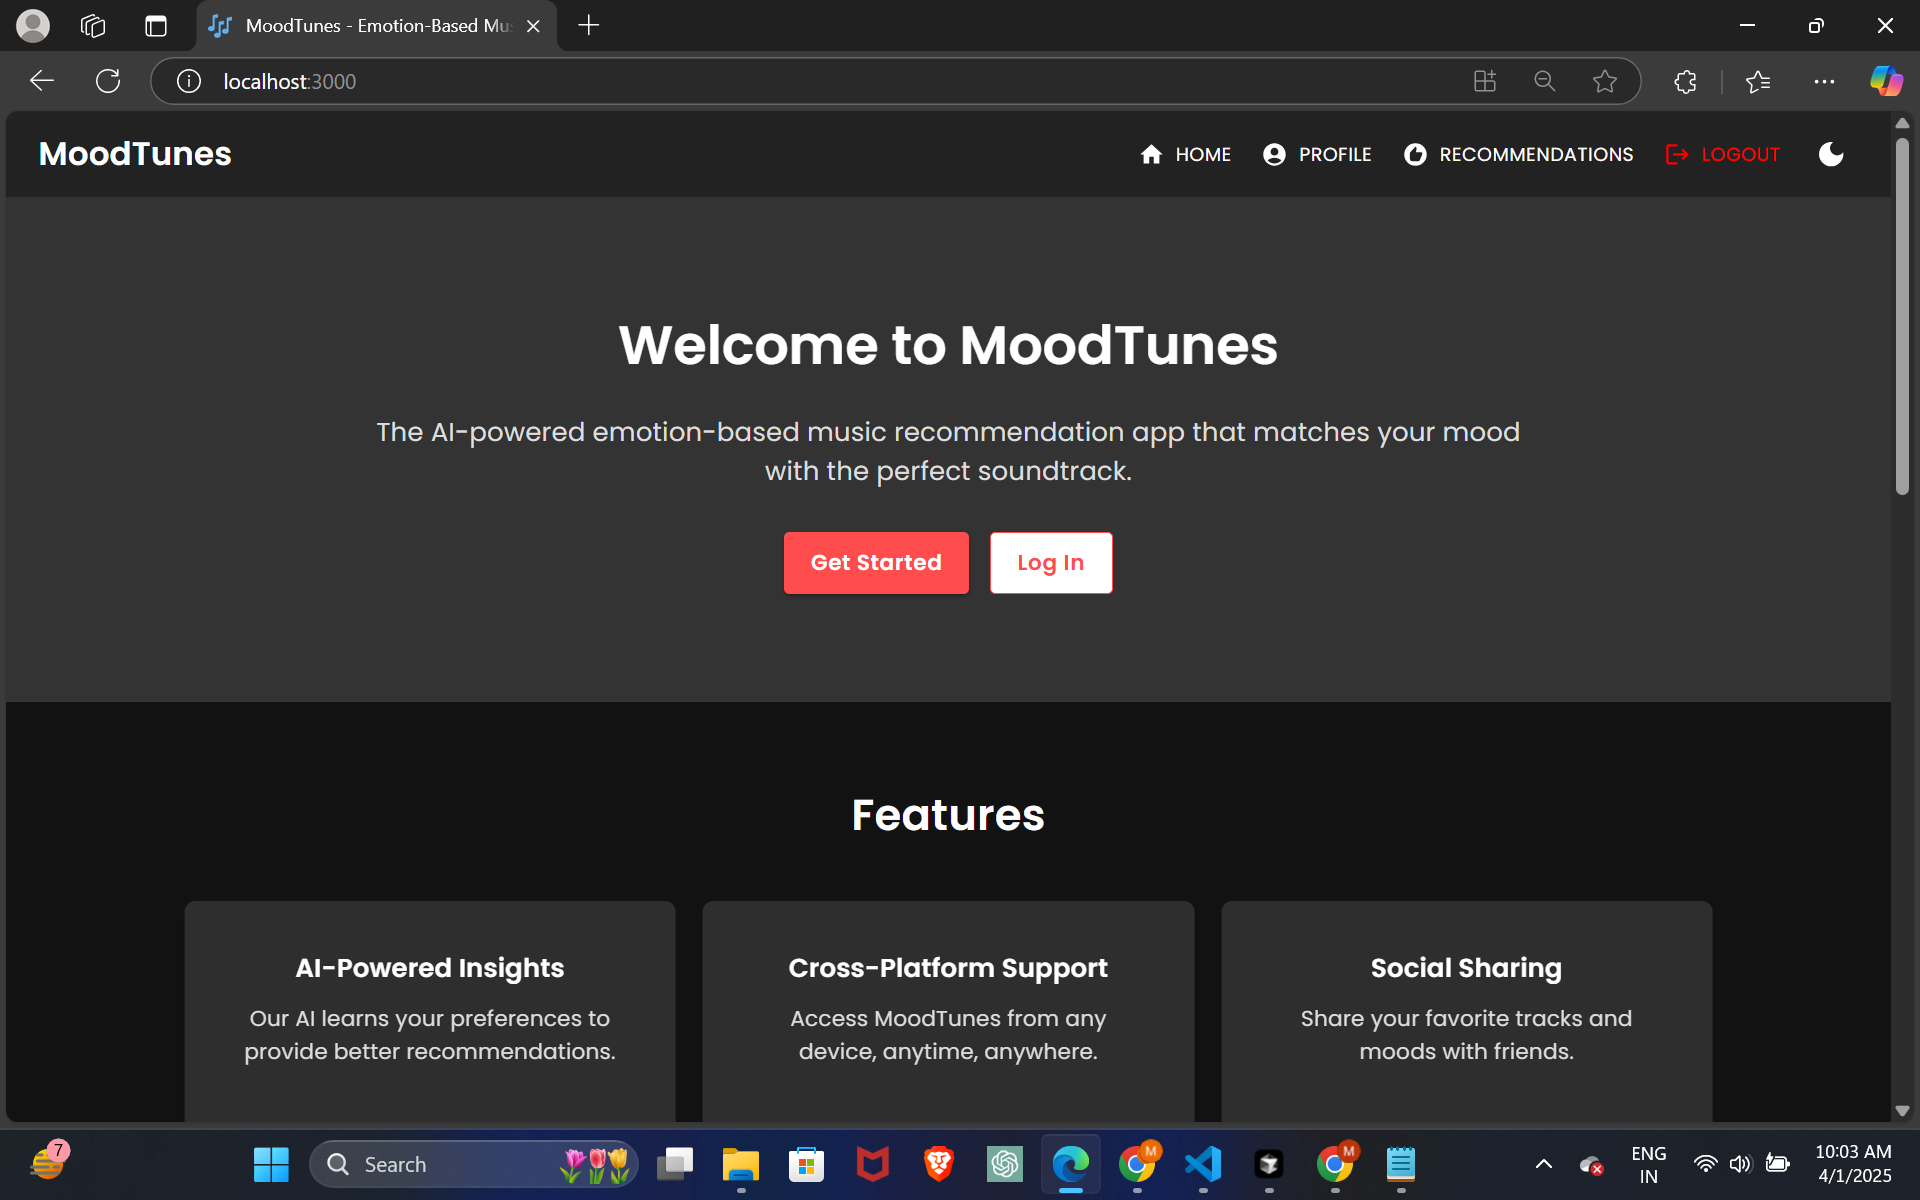 MoodTunes - Emotion-Based Mus
localhost:3000
MoodTunes
HOME
PROFILE
RECOMMENDATIONS
LOGOUT
Welcome to MoodTunes
The AI-powered emotion-based music recommendation app that matches your mood
with the perfect soundtrack.
Get Started
Log In
Features
AI-Powered Insights
Our AI learns your preferences to
provide better recommendations.
Cross-Platform Support
Access MoodTunes from any
device, anytime, anywhere.
Social Sharing
Share your favorite tracks and
moods with friends.
7
Search
M
M
ENG
IN
10:03 AM
4/1/2025